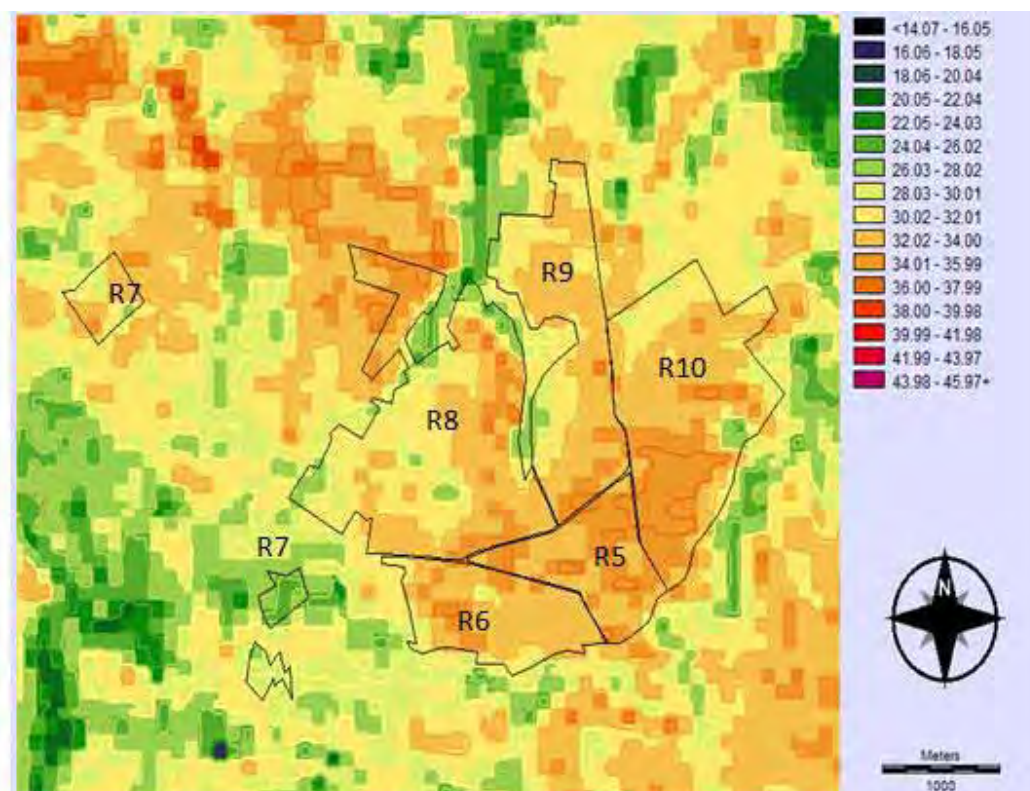 <14.07 - 16.05
16.06 - 18.05
18.06 - 20.04
20.05 - 22.04
22.05 - 24.03
24.04 - 26.02
26.03 - 28.02
28.03 - 30.01
30.02 - 32.01
32.02 - 34.00
34.01 - 35.99
36.00 - 37.99
38.00 - 39.98
39.99 - 41.98
41.99 - 43.97
43.98 - 45.97+
R9
R7
R10
R8
R7
R5
R6
N
Meters
1000